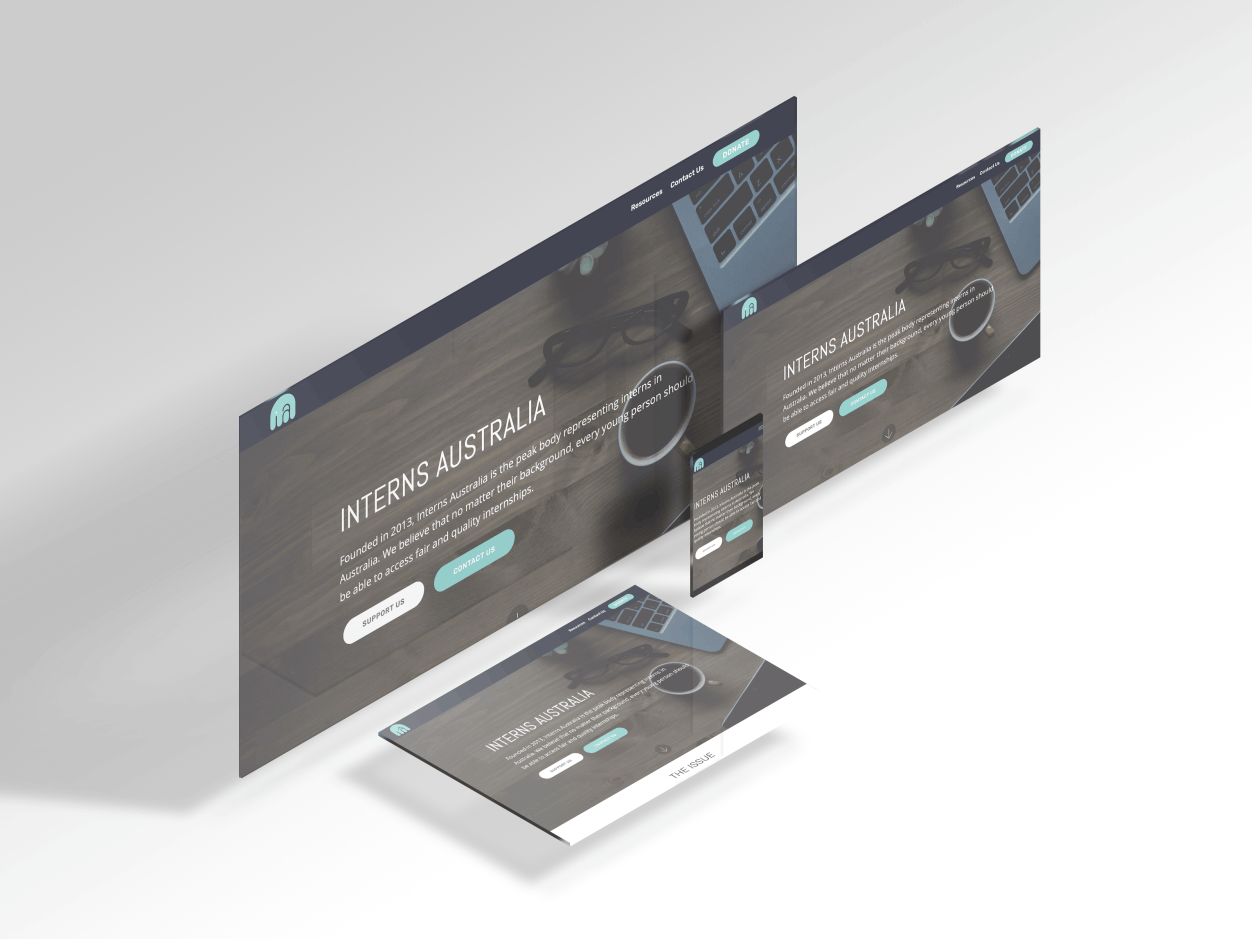 Resources Contact Us DONATE
INTERNS AUSTRALIA
Founded in 2013, Interns Australia is the peak body representing interns in
Australia. We believe that no matter their background, every young person should
be able to access fair and quality internships.
SUPPORT US CONTACT US
Resources Contact Us DONATE
INTERNS AUSTRALIA
Founded in 2013, Interns Australia is the peak body representing interns in
Australia. We believe that no matter their background, every young person should
be able to access fair and quality internships.
SUPPORT US CONTACT US
INTERNS AUSTRALIA
Resources Contact Us DONATE
INTERNS AUSTRALIA
Founded in 2013, Interns Australia is the peak body representing interns in
Australia. We believe that no matter their background, every young person should
be able to access fair and quality internships.
SUPPORT US CONTACT US
THE ISSUE